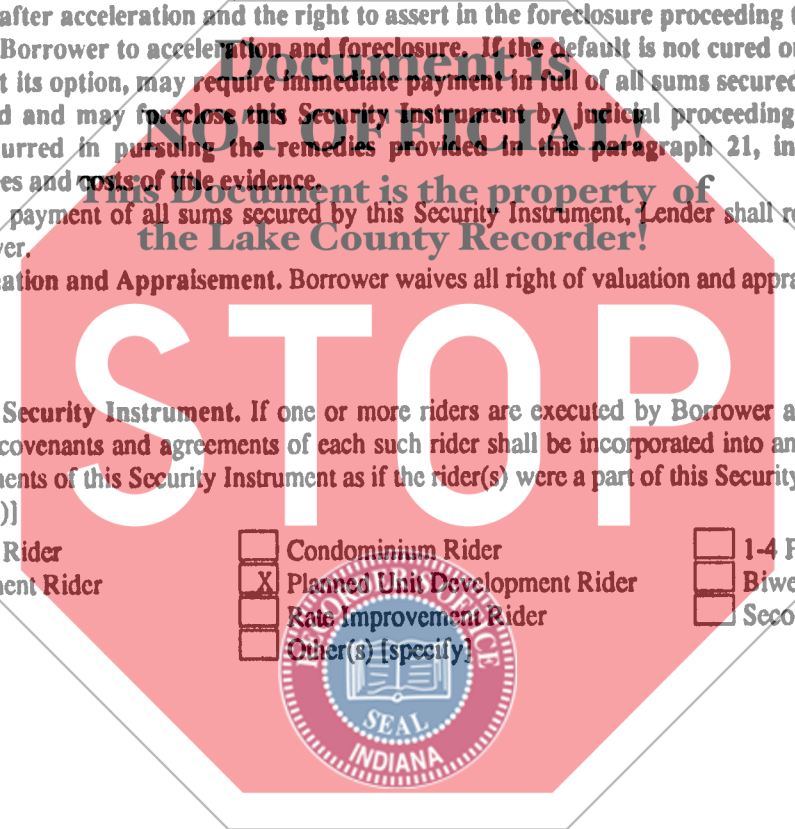 after acceleration and the right to assert in the foreclosure proceeding
Borrower to acceleration and foreclosure. If the default is not cured
Document is
t its option, may require immediate payment in full of all sums secured
d and may foreclose this Security Instrument by judicial proceeding
NOT OFFICIAL!
urred in pursuing the remedies provided in this paragraph 21, in
es and costs of title evidence.
This Document is the property of
payment of all sums secured by this Security Instrument, Lender shall
the Lake County Recorder!
ver.
ation and Appraisement. Borrower waives all right of valuation and appra
STOP
Security Instrument. If one or more riders are executed by Borrower a
covenants and agreements of each such rider shall be incorporated into an
ments of this Security Instrument as if the rider(s) were a part of this Security
)]
Rider Condominium Rider 1-4 F
ment Rider X Planned Unit Development Rider Biwe
Rate Improvement Rider Seco
Other(s) [specify]
RECORDER'S OFFICE
SEAL
INDIANA